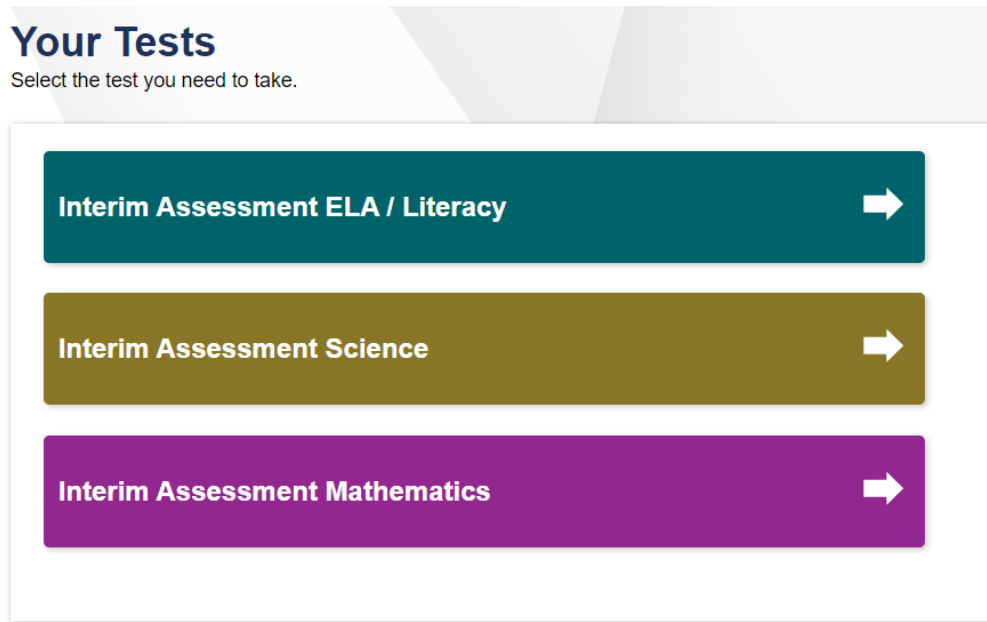 Your Tests
Select the test you need to take.
Interim Assessment ELA / Literacy
Interim Assessment Science
Interim Assessment Mathematics